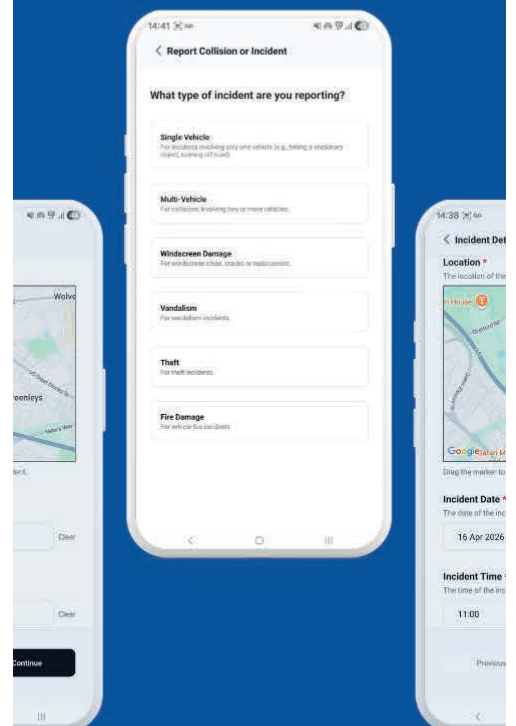 14:41
Report Collision or Incident
What type of incident are you reporting?
Single Vehicle
For incidents involving only one vehicle (e.g., hitting a stationary
object, running off road)
Multi-Vehicle
For collisions involving two or more vehicles.
Windscreen Damage
For windscreen chips, cracks or replacement.
Vandalism
For vandalism incidents.
Theft
For theft incidents.
Fire Damage
For vehicle fire incidents
Wolve
eenleys
Clear
Clear
Continue
14:38
Incident Det
Location *
The location of the
n House
Google
Drag the marker to
Incident Date *
The date of the inc
16 Apr 2026
Incident Time *
The time of the inc
11:00
Previous